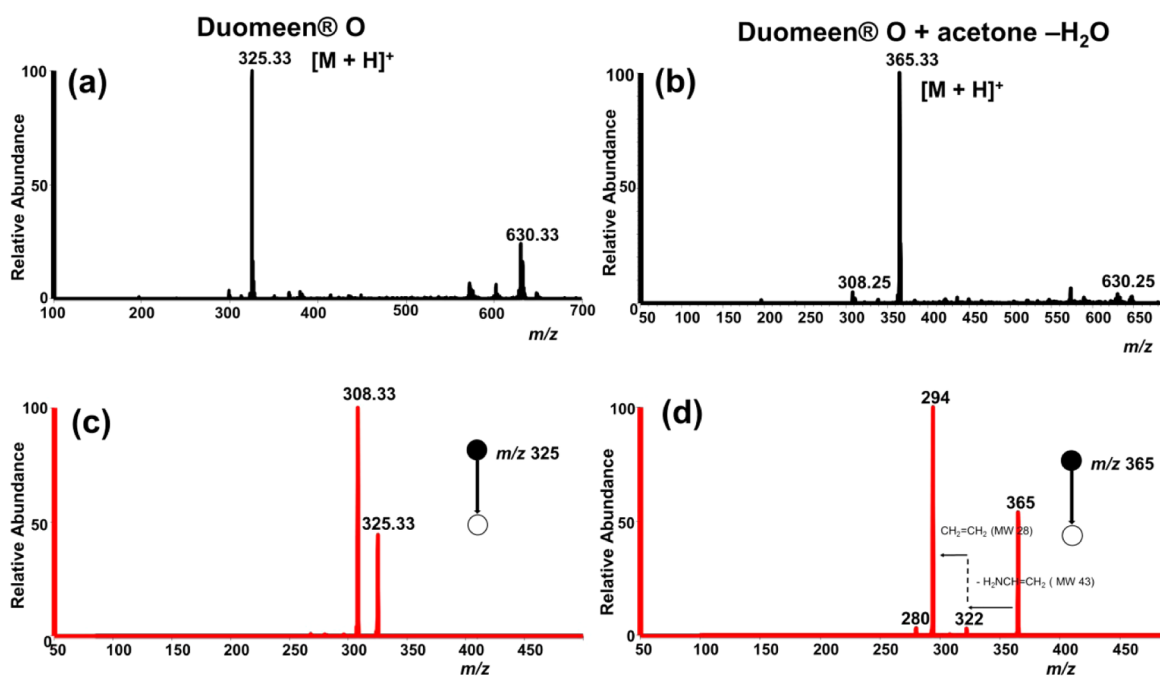 Duomeen® O
(a)
325.33
[M + H]⁺
630.33
Relative Abundance
100
50
0
100 200 300 400 500 600 700
m/z
Duomeen® O + acetone –H₂O
(b)
365.33
[M + H]⁺
308.25
630.25
Relative Abundance
100
50
0
50 100 150 200 250 300 350 400 450 500 550 600 650
m/z
(c)
308.33
325.33
m/z 325
Relative Abundance
100
50
0
50 100 150 200 250 300 350 400 450
m/z
(d)
294
m/z 365
365
CH₂=CH₂ (MW 28)
- H₂NCH=CH₂ ( MW 43)
280
322
Relative Abundance
100
50
0
50 100 150 200 250 300 350 400 450
m/z